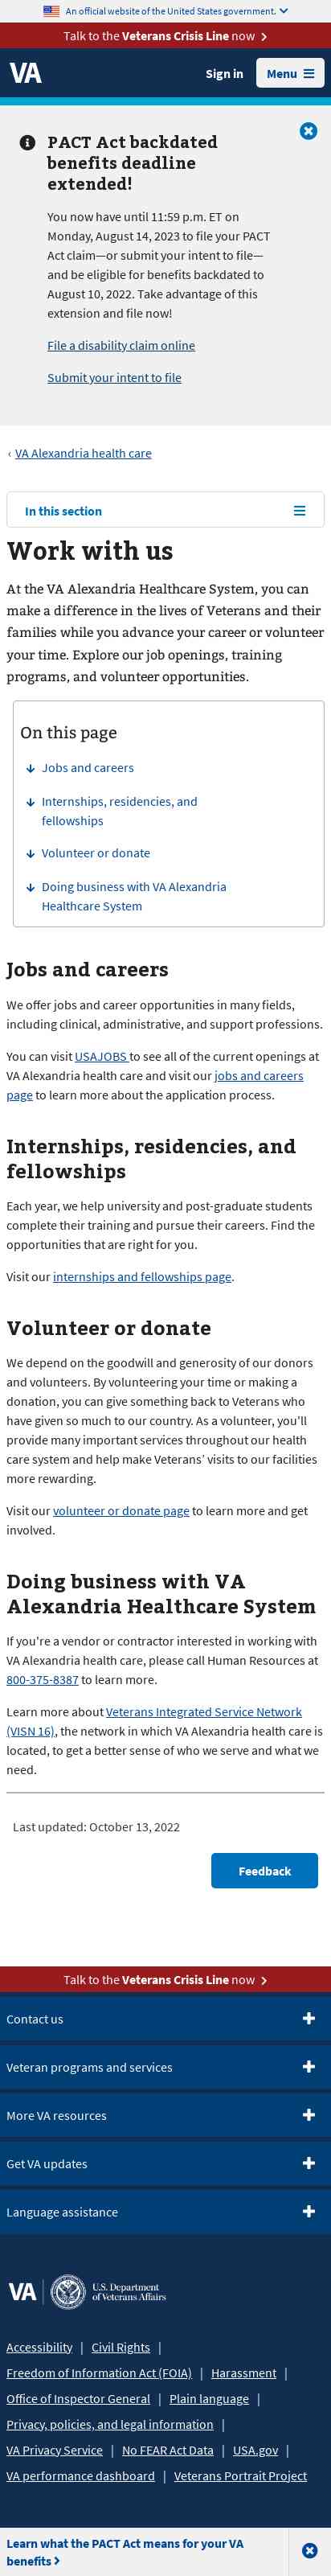 An official website of the United States government.
Talk to the Veterans Crisis Line now
VA
Sign in
Menu
PACT Act backdated
benefits deadline
extended!
You now have until 11:59 p.m. ET on
Monday, August 14, 2023 to file your PACT
Act claim—or submit your intent to file—
and be eligible for benefits backdated to
August 10, 2022. Take advantage of this
extension and file now!
File a disability claim online
Submit your intent to file
‹ VA Alexandria health care
In this section
Work with us
At the VA Alexandria Healthcare System, you can
make a difference in the lives of Veterans and their
families while you advance your career or volunteer
your time. Explore our job openings, training
programs, and volunteer opportunities.
On this page
Jobs and careers
Internships, residencies, and
fellowships
Volunteer or donate
Doing business with VA Alexandria
Healthcare System
Jobs and careers
We offer jobs and career opportunities in many fields,
including clinical, administrative, and support professions.
You can visit USAJOBS to see all of the current openings at
VA Alexandria health care and visit our jobs and careers
page to learn more about the application process.
Internships, residencies, and
fellowships
Each year, we help university and post-graduate students
complete their training and pursue their careers. Find the
opportunities that are right for you.
Visit our internships and fellowships page.
Volunteer or donate
We depend on the goodwill and generosity of our donors
and volunteers. By volunteering your time or making a
donation, you can give something back to Veterans who
have given so much to our country. As a volunteer, you'll
provide many important services throughout our health
care system and help make Veterans’ visits to our facilities
more rewarding.
Visit our volunteer or donate page to learn more and get
involved.
Doing business with VA
Alexandria Healthcare System
If you're a vendor or contractor interested in working with
VA Alexandria health care, please call Human Resources at
800-375-8387 to learn more.
Learn more about Veterans Integrated Service Network
(VISN 16), the network in which VA Alexandria health care is
located, to get a better sense of who we serve and what we
need.
Last updated: October 13, 2022
Feedback
Talk to the Veterans Crisis Line now
Contact us
Veteran programs and services
More VA resources
Get VA updates
Language assistance
VA
U.S. Department
of Veterans Affairs
Accessibility | Civil Rights |
Freedom of Information Act (FOIA) | Harassment |
Office of Inspector General | Plain language |
Privacy, policies, and legal information |
VA Privacy Service | No FEAR Act Data | USA.gov |
VA performance dashboard | Veterans Portrait Project
Learn what the PACT Act means for your VA
benefits